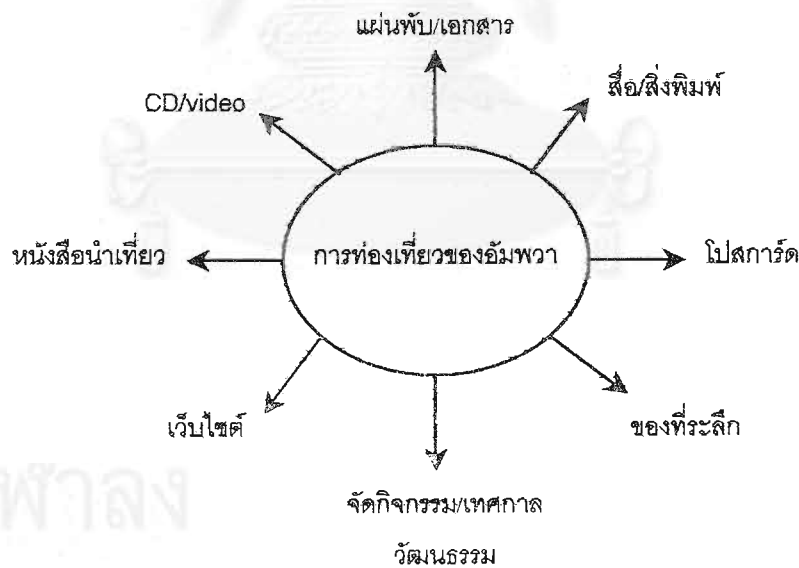 แผ่นพับ/เอกสาร
สื่อ/สิ่งพิมพ์
CD/video
หนังสือนำเที่ยว
การท่องเที่ยวของอัมพวา
โปสการ์ด
เว็บไซต์
ของที่ระลึก
จัดกิจกรรม/เทศกาล
วัฒนธรรม